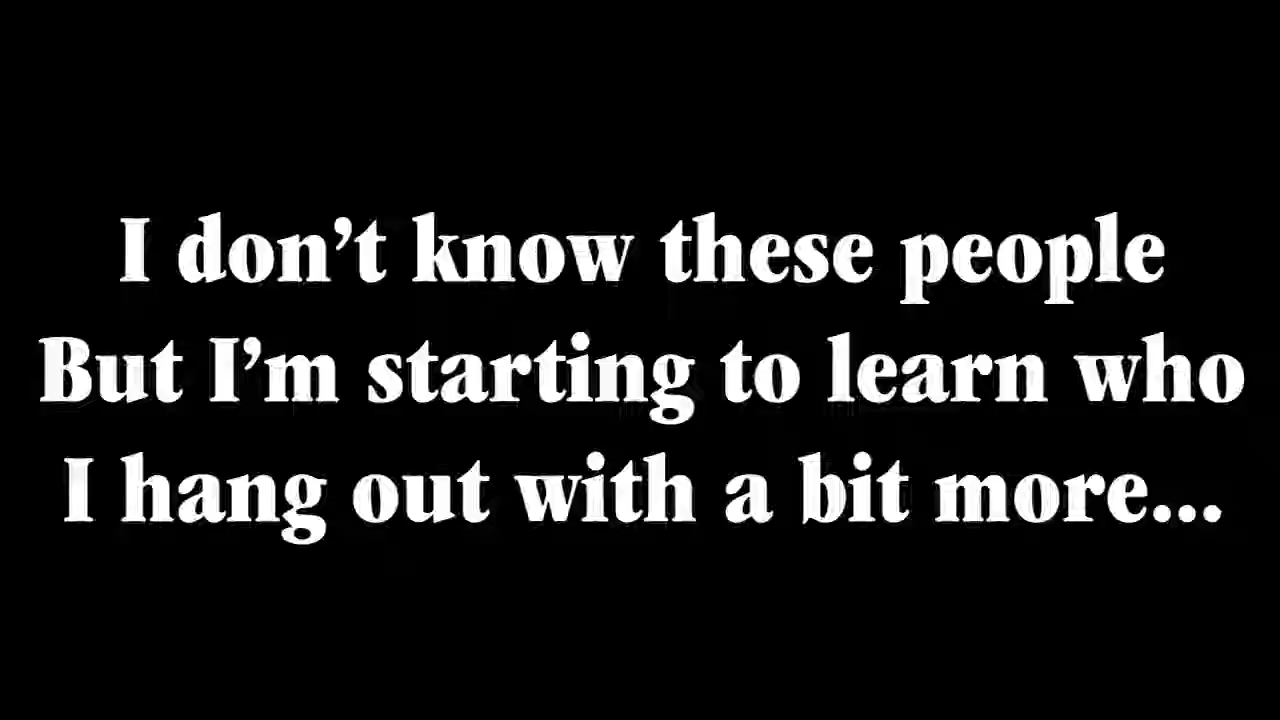 I don’t know these people
But I’m starting to learn who
I hang out with a bit more...